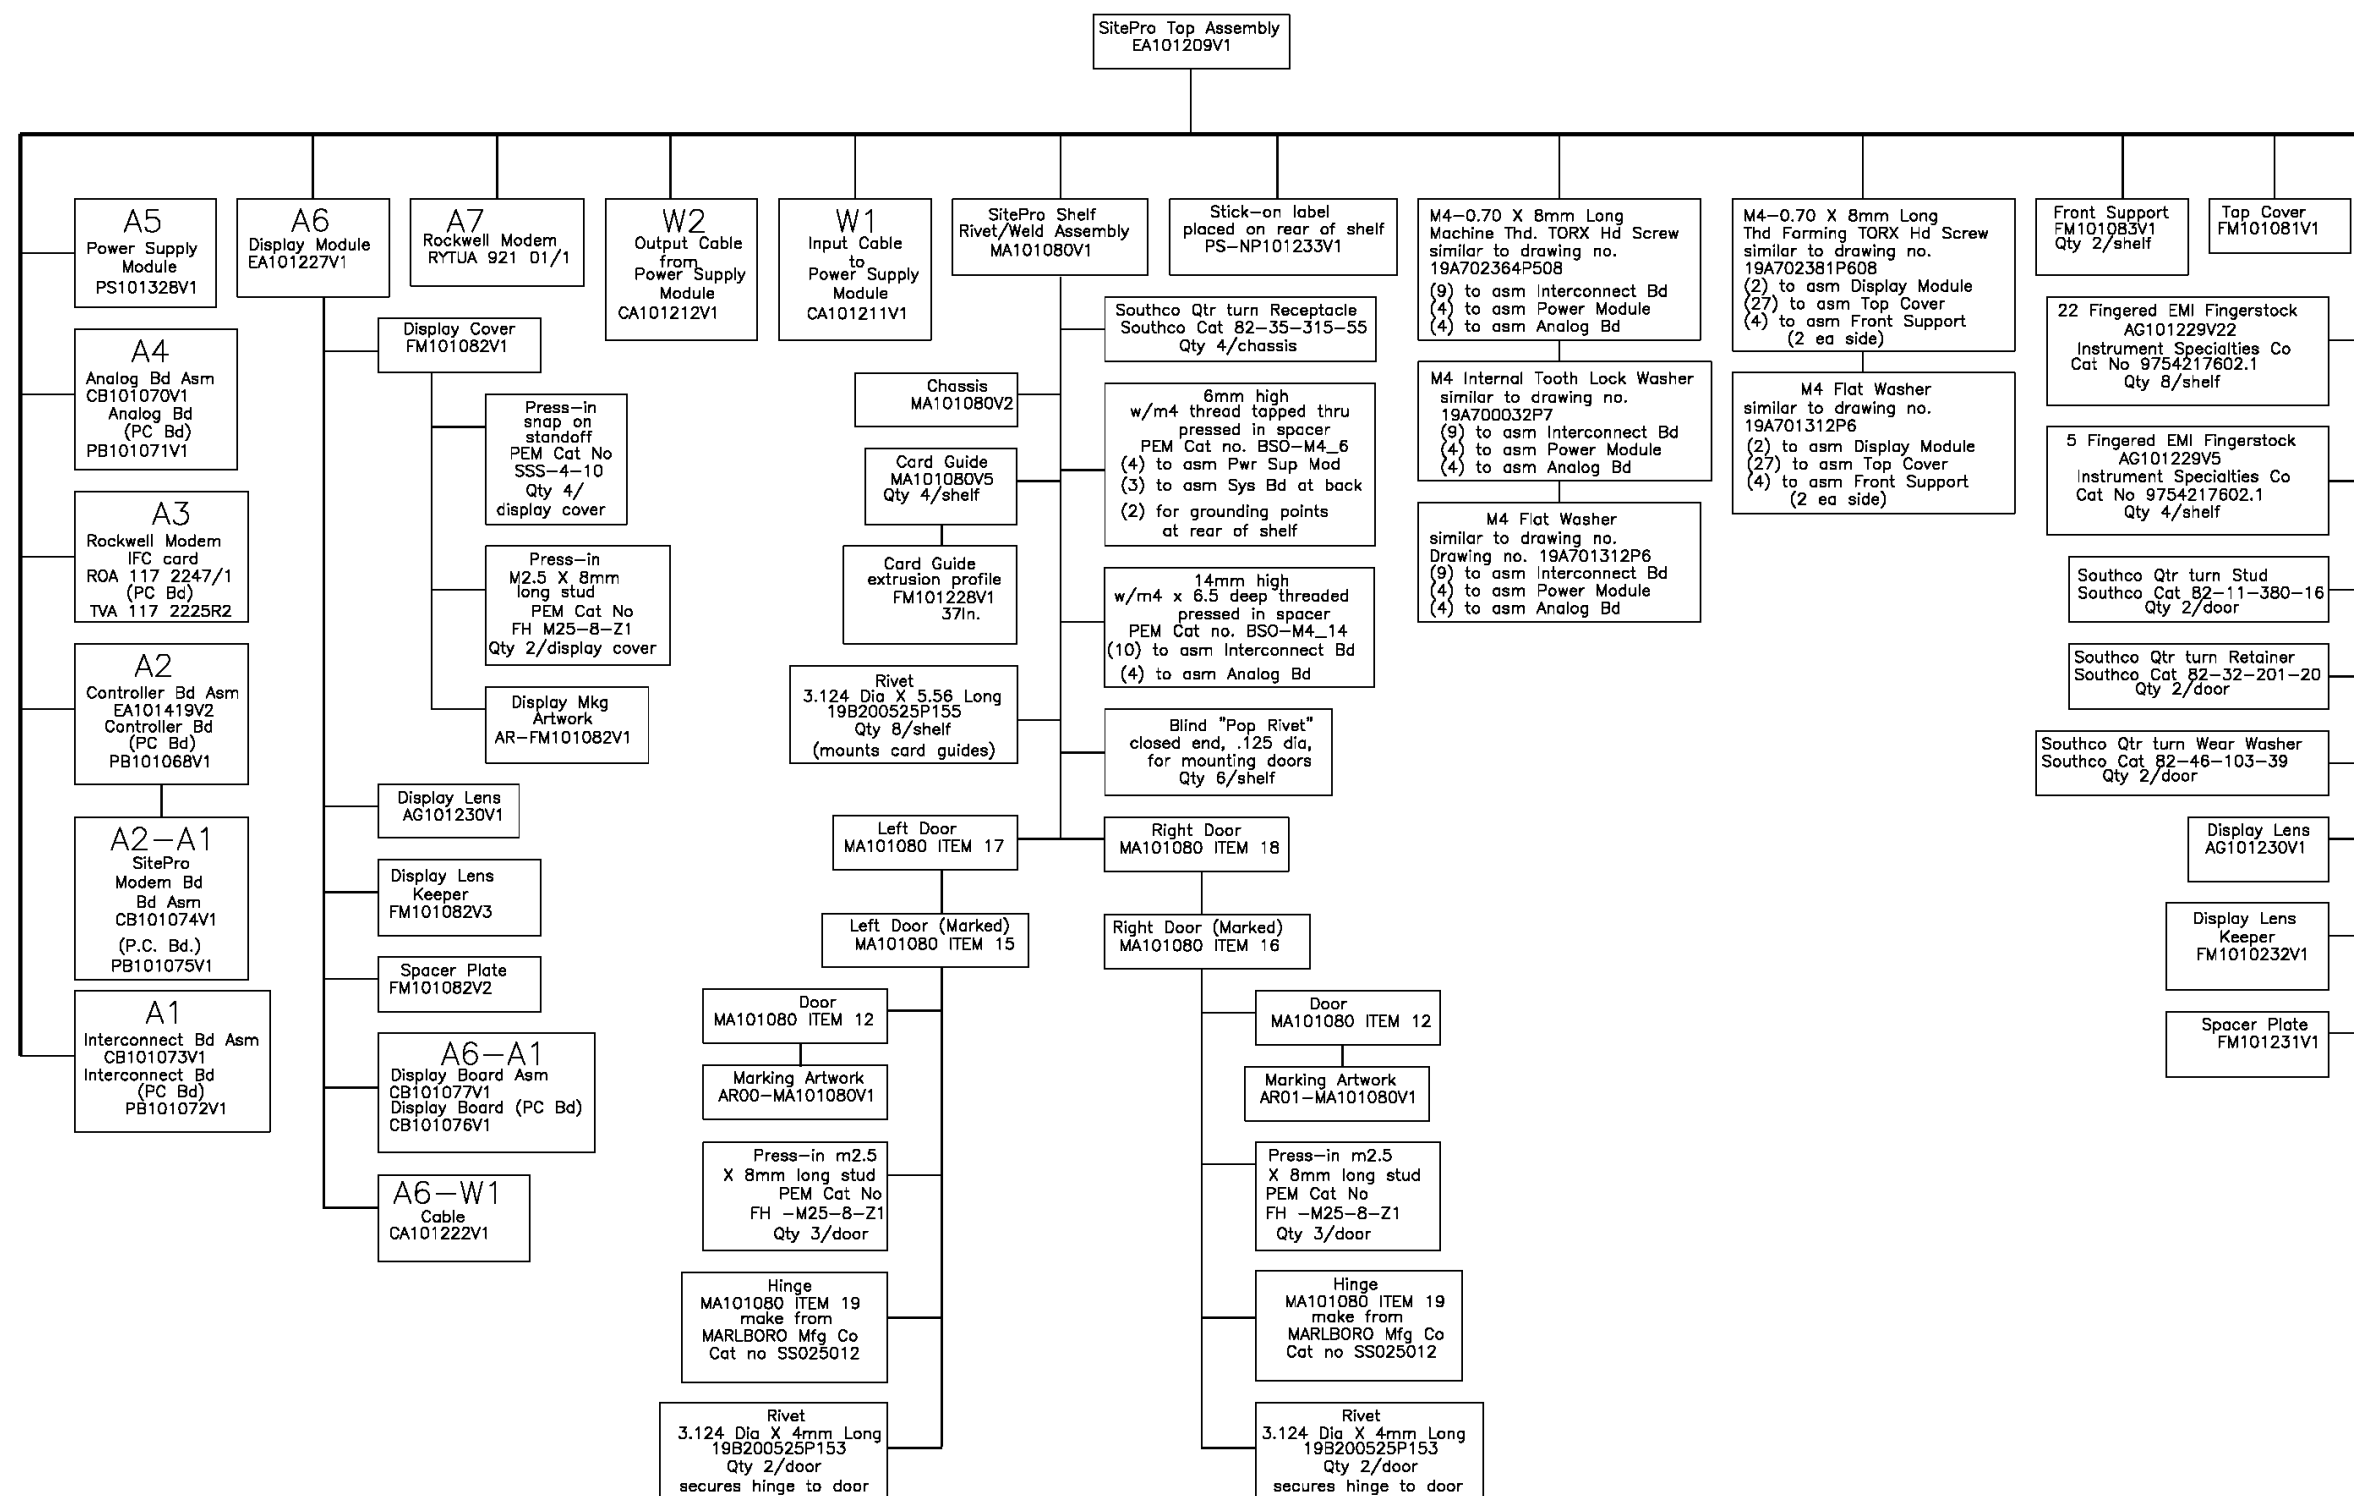 SitePro Top Assembly
EA101209V1
A5
Power Supply
Module
PS101328V1
A4
Analog Bd Asm
CB101070V1
Analog Bd
(PC Bd)
PB101071V1
A3
Rockwell Modem
IFC card
ROA 117 2247/1
(PC Bd)
TVA 117 2225R2
A2
Controller Bd Asm
EA101419V2
Controller Bd
(PC Bd)
PB101068V1
A2-A1
SitePro
Modem Bd
Bd Asm
CB101074V1
(P.C. Bd.)
PB101075V1
A1
Interconnect Bd Asm
CB101073V1
Interconnect Bd
(PC Bd)
PB101072V1
A6
Display Module
EA101227V1
Display Cover
FM101082V1
Press-in
snap on
standoff
PEM Cat No
SSS-4-10
Qty 4/
display cover
Press-in
M2.5 X 8mm
long stud
PEM Cat No
FH M25-8-Z1
Qty 2/display cover
Display Mkg
Artwork
AR-FM101082V1
Display Lens
AG101230V1
Display Lens
Keeper
FM101082V3
Spacer Plate
FM101082V2
A6-A1
Display Board Asm
CB101077V1
Display Board (PC Bd)
CB101076V1
A6-W1
Cable
CA101222V1
A7
Rockwell Modem
RYTUA 921 01/1
W2
Output Cable
from
Power Supply
Module
CA101212V1
W1
Input Cable
to
Power Supply
Module
CA101211V1
SitePro Shelf
Rivet/Weld Assembly
MA101080V1
Southco Qtr turn Receptacle
Southco Cat 82-35-315-55
Qty 4/chassis
Chassis
MA101080V2
6mm high
w/m4 thread tapped thru
pressed in spacer
PEM Cat no. BSO-M4_6
(4) to asm Pwr Sup Mod
(3) to asm Sys Bd at back
(2) for grounding points
at rear of shelf
Card Guide
MA101080V5
Qty 4/shelf
Card Guide
extrusion profile
FM101228V1
37In.
14mm high
w/m4 x 6.5 deep threaded
pressed in spacer
PEM Cat no. BSO-M4_14
(10) to asm Interconnect Bd
(4) to asm Analog Bd
Rivet
3.124 Dia X 5.56 Long
19B200525P155
Qty 8/shelf
(mounts card guides)
Blind "Pop Rivet"
closed end, .125 dia,
for mounting doors
Qty 6/shelf
Left Door
MA101080 ITEM 17
Left Door (Marked)
MA101080 ITEM 15
Door
MA101080 ITEM 12
Marking Artwork
AR00-MA101080V1
Press-in m2.5
X 8mm long stud
PEM Cat No
FH -M25-8-Z1
Qty 3/door
Hinge
MA101080 ITEM 19
make from
MARLBORO Mfg Co
Cat no SS025012
Rivet
3.124 Dia X 4mm Long
19B200525P153
Qty 2/door
secures hinge to door
Right Door
MA101080 ITEM 18
Right Door (Marked)
MA101080 ITEM 16
Door
MA101080 ITEM 12
Marking Artwork
AR01-MA101080V1
Press-in m2.5
X 8mm long stud
PEM Cat No
FH -M25-8-Z1
Qty 3/door
Hinge
MA101080 ITEM 19
make from
MARLBORO Mfg Co
Cat no SS025012
Rivet
3.124 Dia X 4mm Long
19B200525P153
Qty 2/door
secures hinge to door
Stick-on label
placed on rear of shelf
PS-NP101233V1
M4-0.70 X 8mm Long
Machine Thd. TORX Hd Screw
similar to drawing no.
19A702364P508
(9) to asm Interconnect Bd
(4) to asm Power Module
(4) to asm Analog Bd
M4 Internal Tooth Lock Washer
similar to drawing no.
19A700032P7
(9) to asm Interconnect Bd
(4) to asm Power Module
(4) to asm Analog Bd
M4 Flat Washer
similar to drawing no.
Drawing no. 19A701312P6
(9) to asm Interconnect Bd
(4) to asm Power Module
(4) to asm Analog Bd
M4-0.70 X 8mm Long
Thd Forming TORX Hd Screw
similar to drawing no.
19A702381P608
(2) to asm Display Module
(27) to asm Top Cover
(4) to asm Front Support
(2 ea side)
M4 Flat Washer
similar to drawing no.
19A701312P6
(2) to asm Display Module
(27) to asm Top Cover
(4) to asm Front Support
(2 ea side)
Front Support
FM101083V1
Qty 2/shelf
Top Cover
FM101081V1
22 Fingered EMI Fingerstock
AG101229V22
Instrument Specialties Co
Cat No 9754217602.1
Qty 8/shelf
5 Fingered EMI Fingerstock
AG101229V5
Instrument Specialties Co
Cat No 9754217602.1
Qty 4/shelf
Southco Qtr turn Stud
Southco Cat 82-11-380-16
Qty 2/door
Southco Qtr turn Retainer
Southco Cat 82-32-201-20
Qty 2/door
Southco Qtr turn Wear Washer
Southco Cat 82-46-103-39
Qty 2/door
Display Lens
AG101230V1
Display Lens
Keeper
FM1010232V1
Spacer Plate
FM101231V1